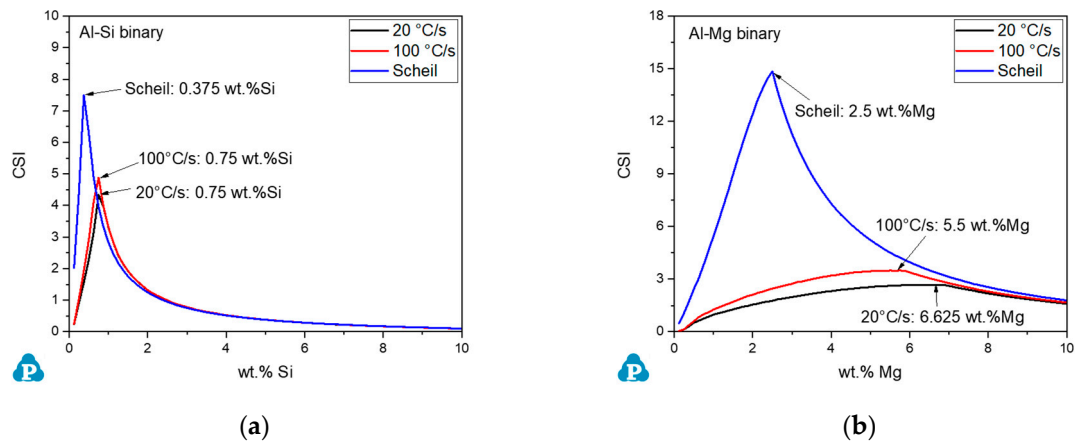 Al-Si binary
20 °C/s
100 °C/s
Scheil
Scheil: 0.375 wt.%Si
100°C/s: 0.75 wt.%Si
20°C/s: 0.75 wt.%Si
CSI
10
9
8
7
6
5
4
3
2
1
0
0 2 4 6 8 10
wt.% Si
P
(a)
Al-Mg binary
20 °C/s
100 °C/s
Scheil
Scheil: 2.5 wt.%Mg
100°C/s: 5.5 wt.%Mg
20°C/s: 6.625 wt.%Mg
CSI
18
15
12
9
6
3
0
0 2 4 6 8 10
wt.% Mg
P
(b)